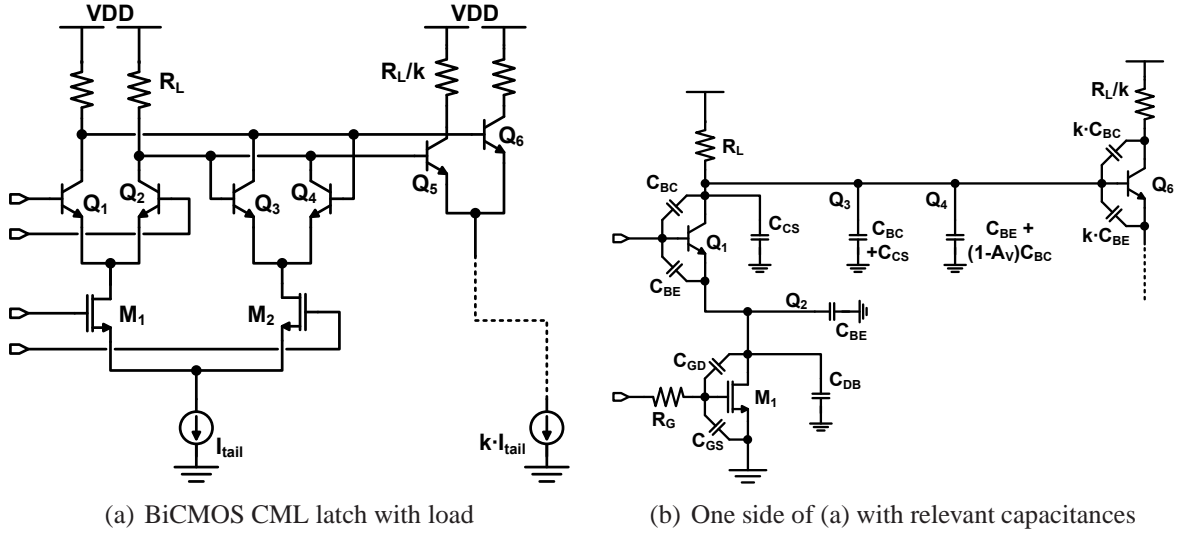 VDD
VDD
R_L
R_L/k
Q_6
Q_5
Q_1
Q_2
Q_3
Q_4
M_1
M_2
I_tail
k·I_tail
(a) BiCMOS CML latch with load
R_L/k
k·C_BC
R_L
Q_6
C_BC
Q_3
Q_4
Q_1
C_CS
C_BC
+C_CS
C_BE +
(1-A_V)C_BC
k·C_BE
C_BE
Q_2
C_BE
C_GD
C_DB
M_1
R_G
C_GS
(b) One side of (a) with relevant capacitances